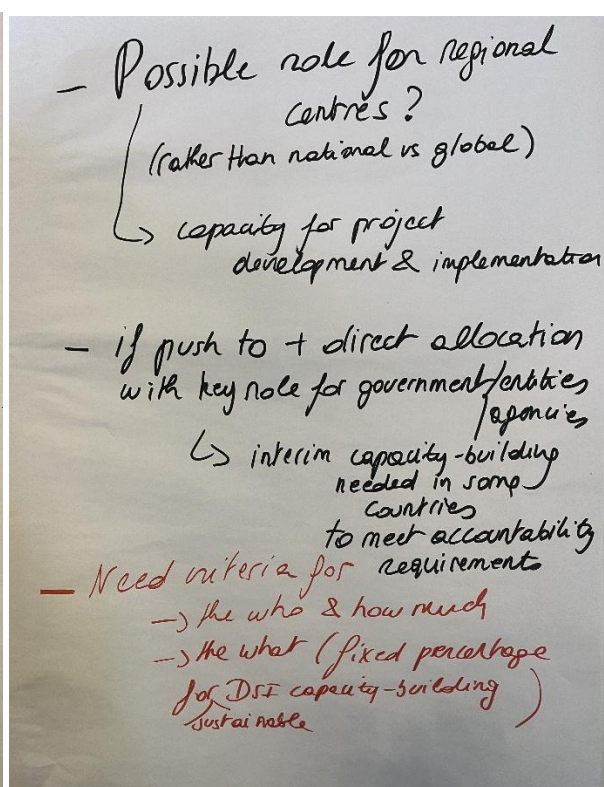 - Possible role for regional
centres?
(rather than national vs global)
↳ capacity for project
development & implementation
- if push to + direct allocation
with key role for government/entities
/agencies
↳ interim capacity-building
needed in some
countries
to meet accountability
requirements
- Need criteria for
→ the who & how much
→ the what (fixed percentage
for DSI capacity-building)
sustainable